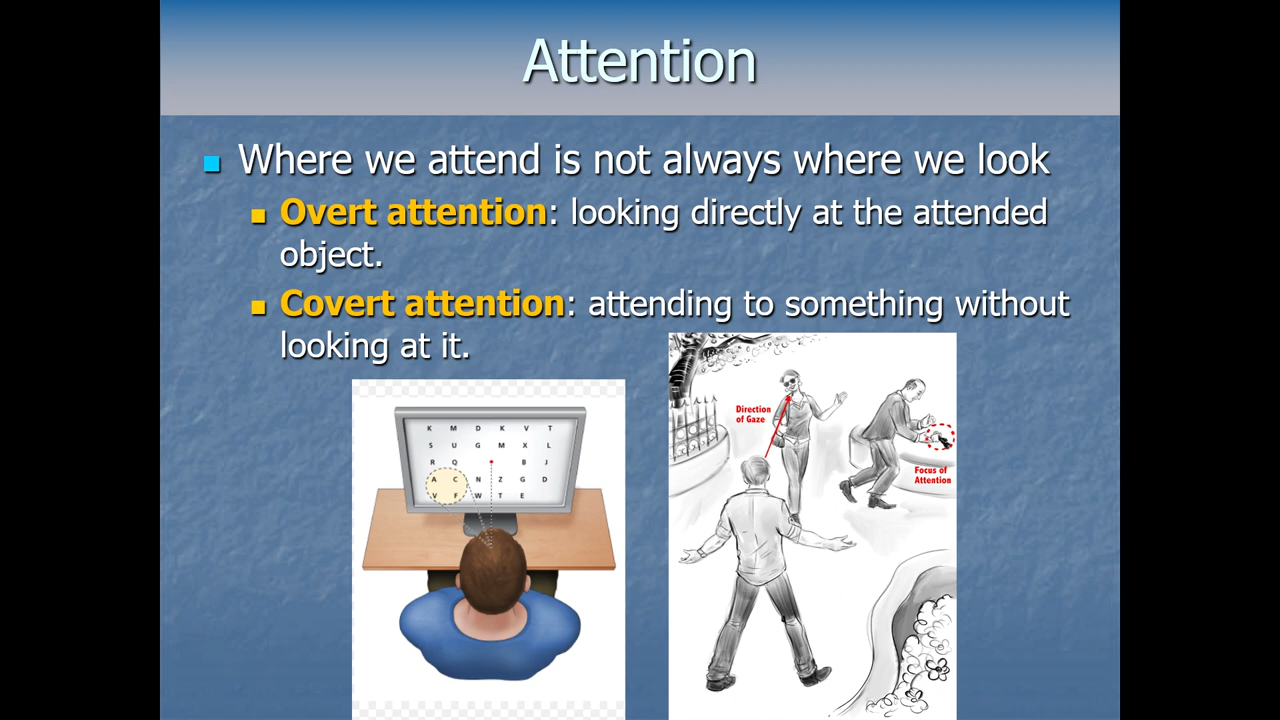 Attention
Where we attend is not always where we look
Overt attention: looking directly at the attended
object.
Covert attention: attending to something without
looking at it.
K M D K V T
S U G M X L
R Q B J
A C N Z G D
V F W T E
Direction
of Gaze
Focus of
Attention